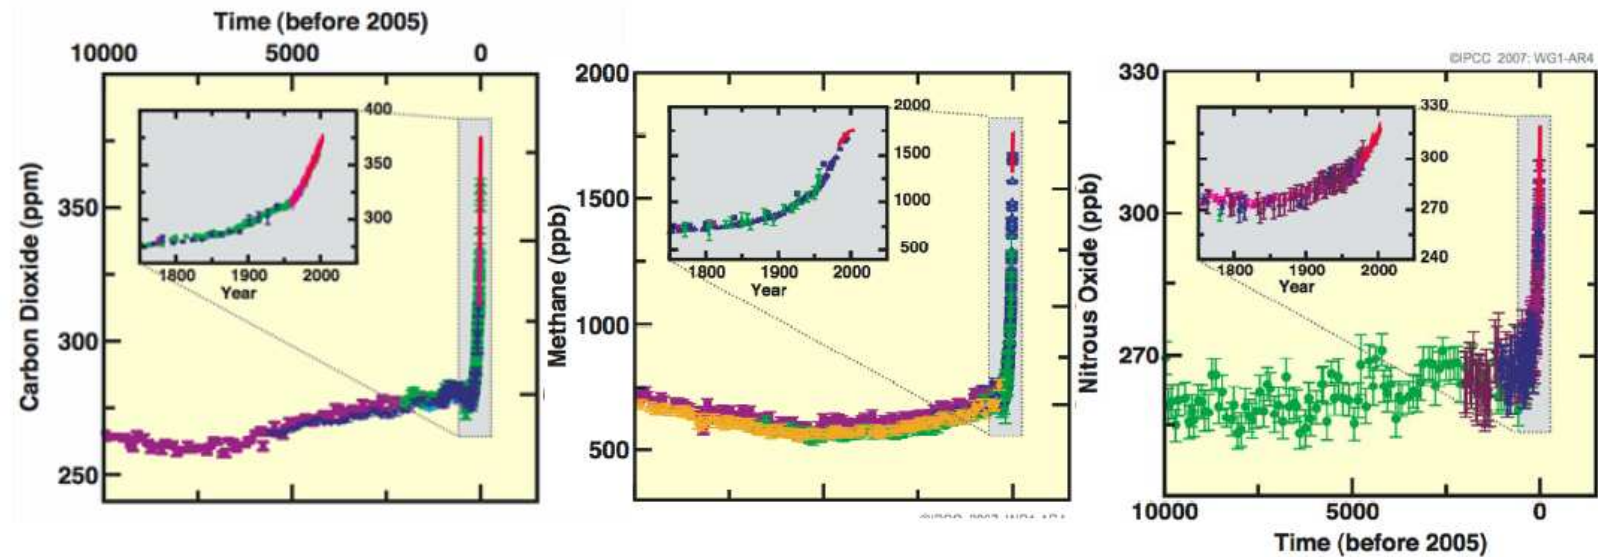 Time (before 2005)
10000 5000 0
Carbon Dioxide (ppm)
350
300
250
400
350
300
1800 1900 2000
Year
Methane (ppb)
2000
1500
1000
500
2000
1500
1000
500
1800 1900 2000
Year
©IPCC 2007: WG1-AR4
Nitrous Oxide (ppb)
330
300
270
330
300
270
240
1800 1900 2000
Year
10000 5000 0
Time (before 2005)